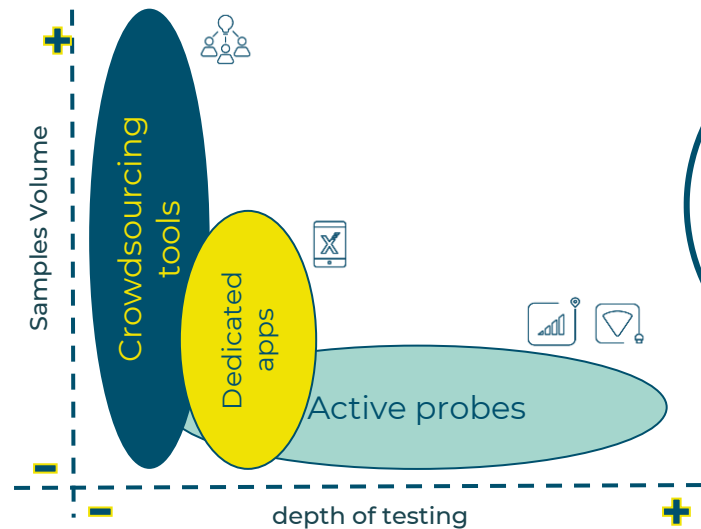 Samples Volume
Crowdsourcing
tools
X
Dedicated
apps
Active probes
depth of testing